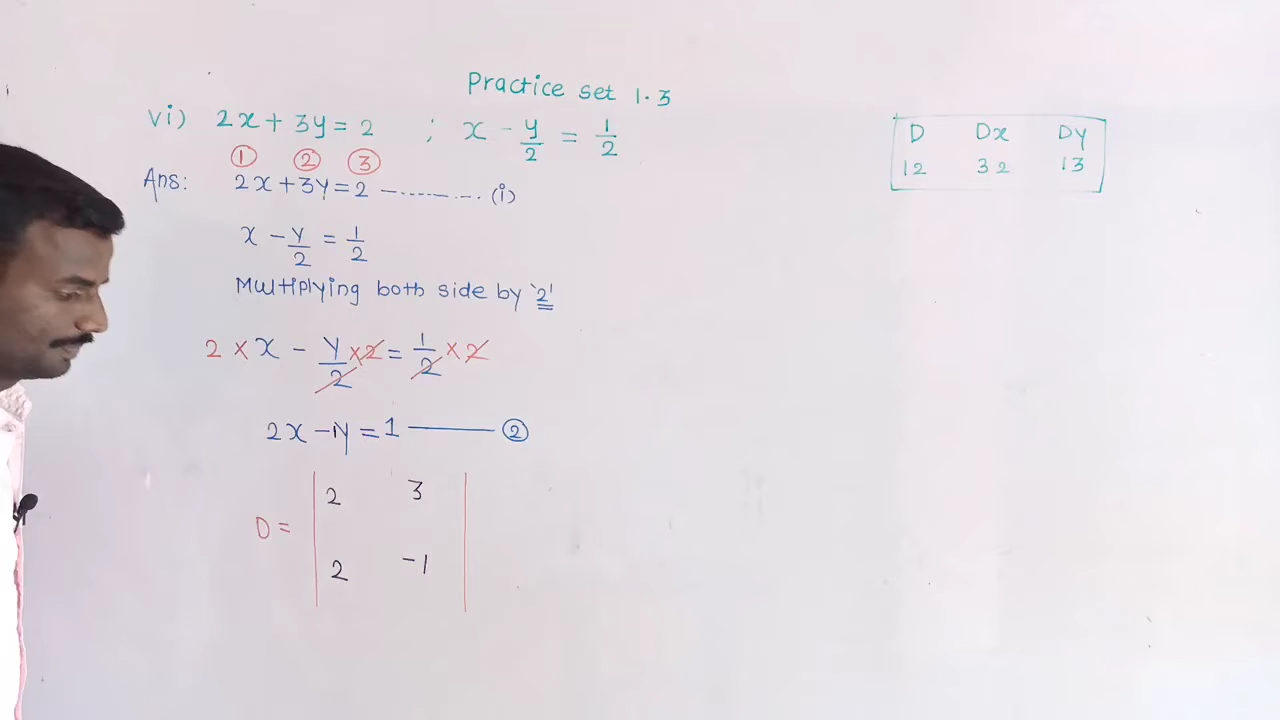 Practice set 1.3
vi) 2x + 3y = 2 ; x - y/2 = 1/2
① ② ③
Ans: 2x + 3y = 2 --------- (i)
x - y/2 = 1/2
Multiplying both side by '2'
2 × x - y/2 × 2 = 1/2 × 2
2x - 1y = 1 ——— ②
D = | 2 3 |
| 2 -1 |
D Dx Dy
12 32 13